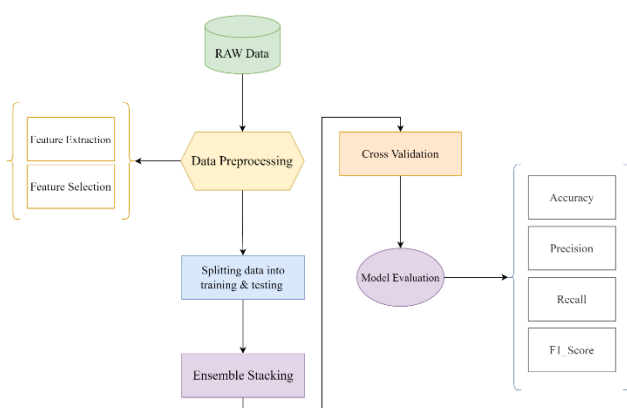 RAW Data
Feature Extraction
Data Preprocessing
Feature Selection
Splitting data into
training & testing
Ensemble Stacking
Cross Validation
Model Evaluation
Accuracy
Precision
Recall
F1_Score